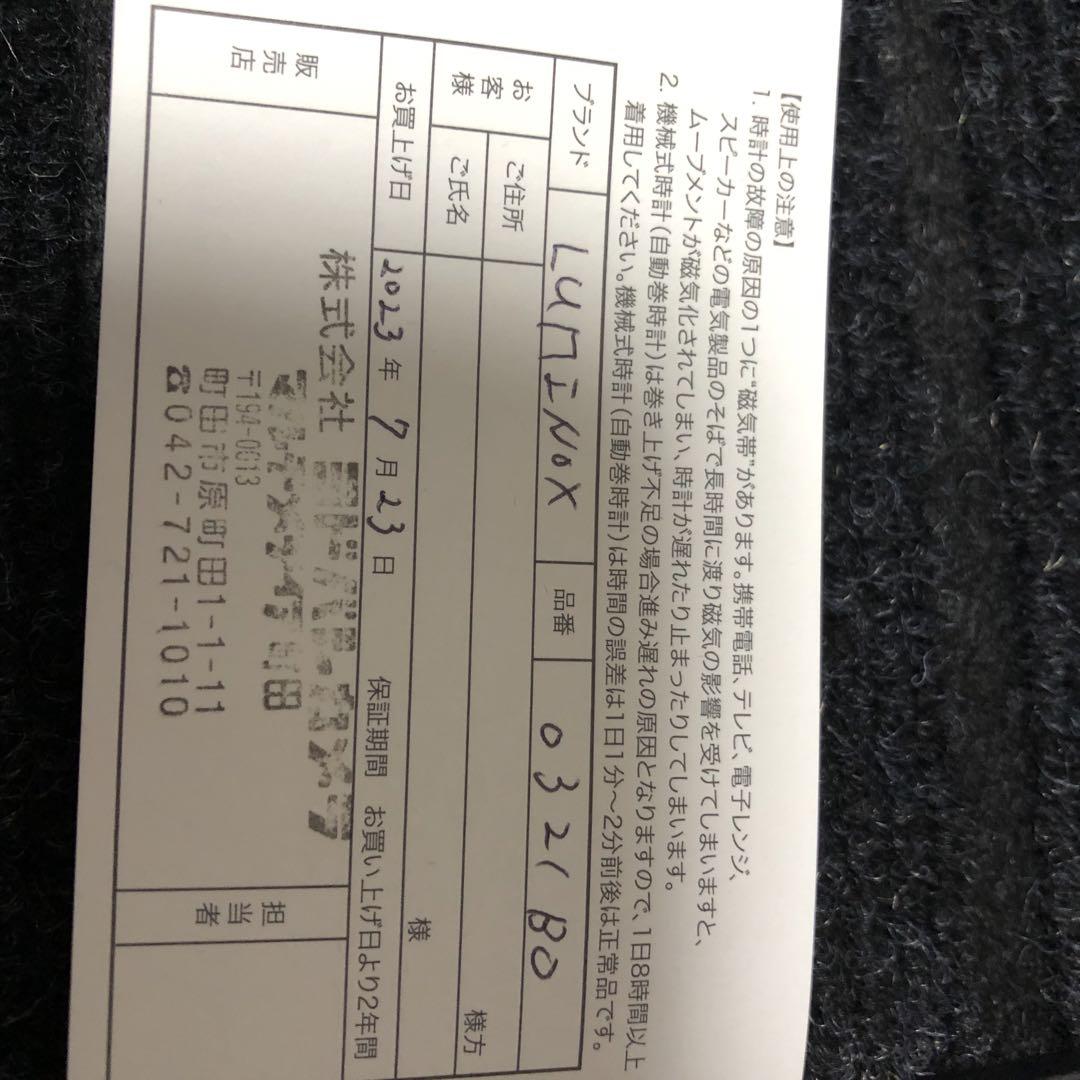 【使用上の注意】
1. 時計の故障の原因の1つに“磁気帯”があります。携帯電話、テレビ、電子レンジ、
スピーカーなどの電気製品のそばで長時間に渡り磁気の影響を受けてしまいますと、
ムーブメントが磁気化されてしまい、時計が遅れたり止まったりしてしまいます。
2. 機械式時計(自動巻時計)は巻き上げ不足の場合進み遅れの原因となりますので、1日8時間以上
着用してください。機械式時計(自動巻時計)は時間の誤差は1日1分～2分前後は正常品です。
ブランド LUMINOX 品番 0321BO
お客様 ご住所 様方
ご氏名 様
お買上げ日 2023年 7月23日 保証期間 お買い上げ日より2年間
販売店 株式会社
町田
〒194-0013
町田市原町田1-1-11
☎042-721-1010
担当者